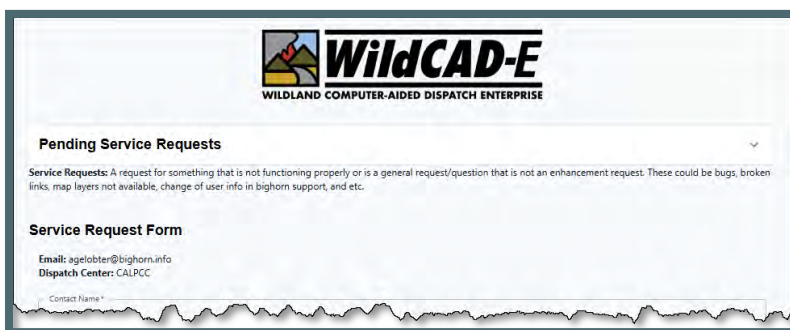 WildCAD-E
WILDLAND COMPUTER-AIDED DISPATCH ENTERPRISE
Pending Service Requests
Service Requests: A request for something that is not functioning properly or is a general request/question that is not an enhancement request. These could be bugs, broken
links, map layers not available, change of user info in bighorn support, and etc.
Service Request Form
Email: agelobter@bighorn.info
Dispatch Center: CALPCC
Contact Name *